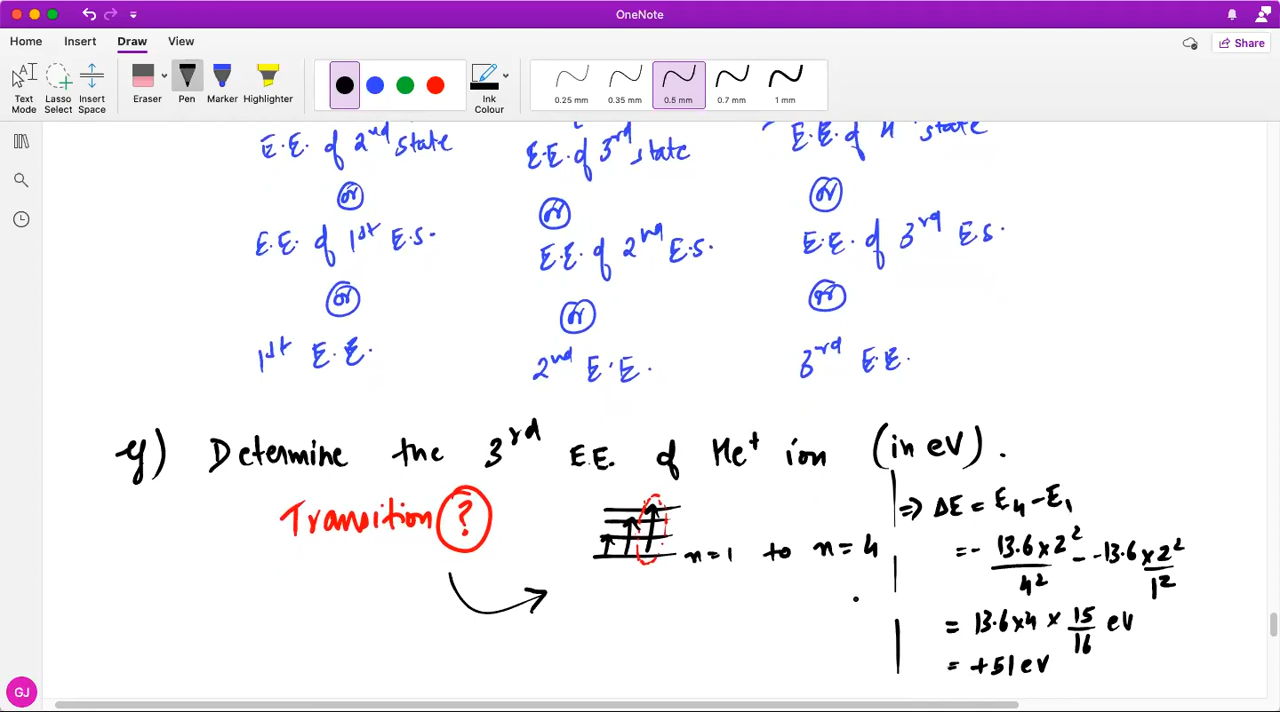 OneNote
Home Insert Draw View
Share
Text Mode
Lasso Select
Insert Space
Eraser
Pen
Marker
Highlighter
Ink Colour
0.25 mm
0.35 mm
0.5 mm
0.7 mm
1 mm
E.E. of 2nd state
or
E.E. of 1st E.S.
or
1st E.E.
E.E. of 3rd state
or
E.E. of 2nd E.S.
or
2nd E.E.
E.E. of 4 state
or
E.E. of 3rd E.S.
or
3rd E.E.
eg) Determine the 3rd E.E. of He+ ion (in eV).
Transition ?
n=1 to n=4
=> ΔE = E4 - E1
= - 13.6 x 2²/4² - -13.6 x 2²/1²
= 13.6x4 x 15/16 eV
= +51 eV
GJ